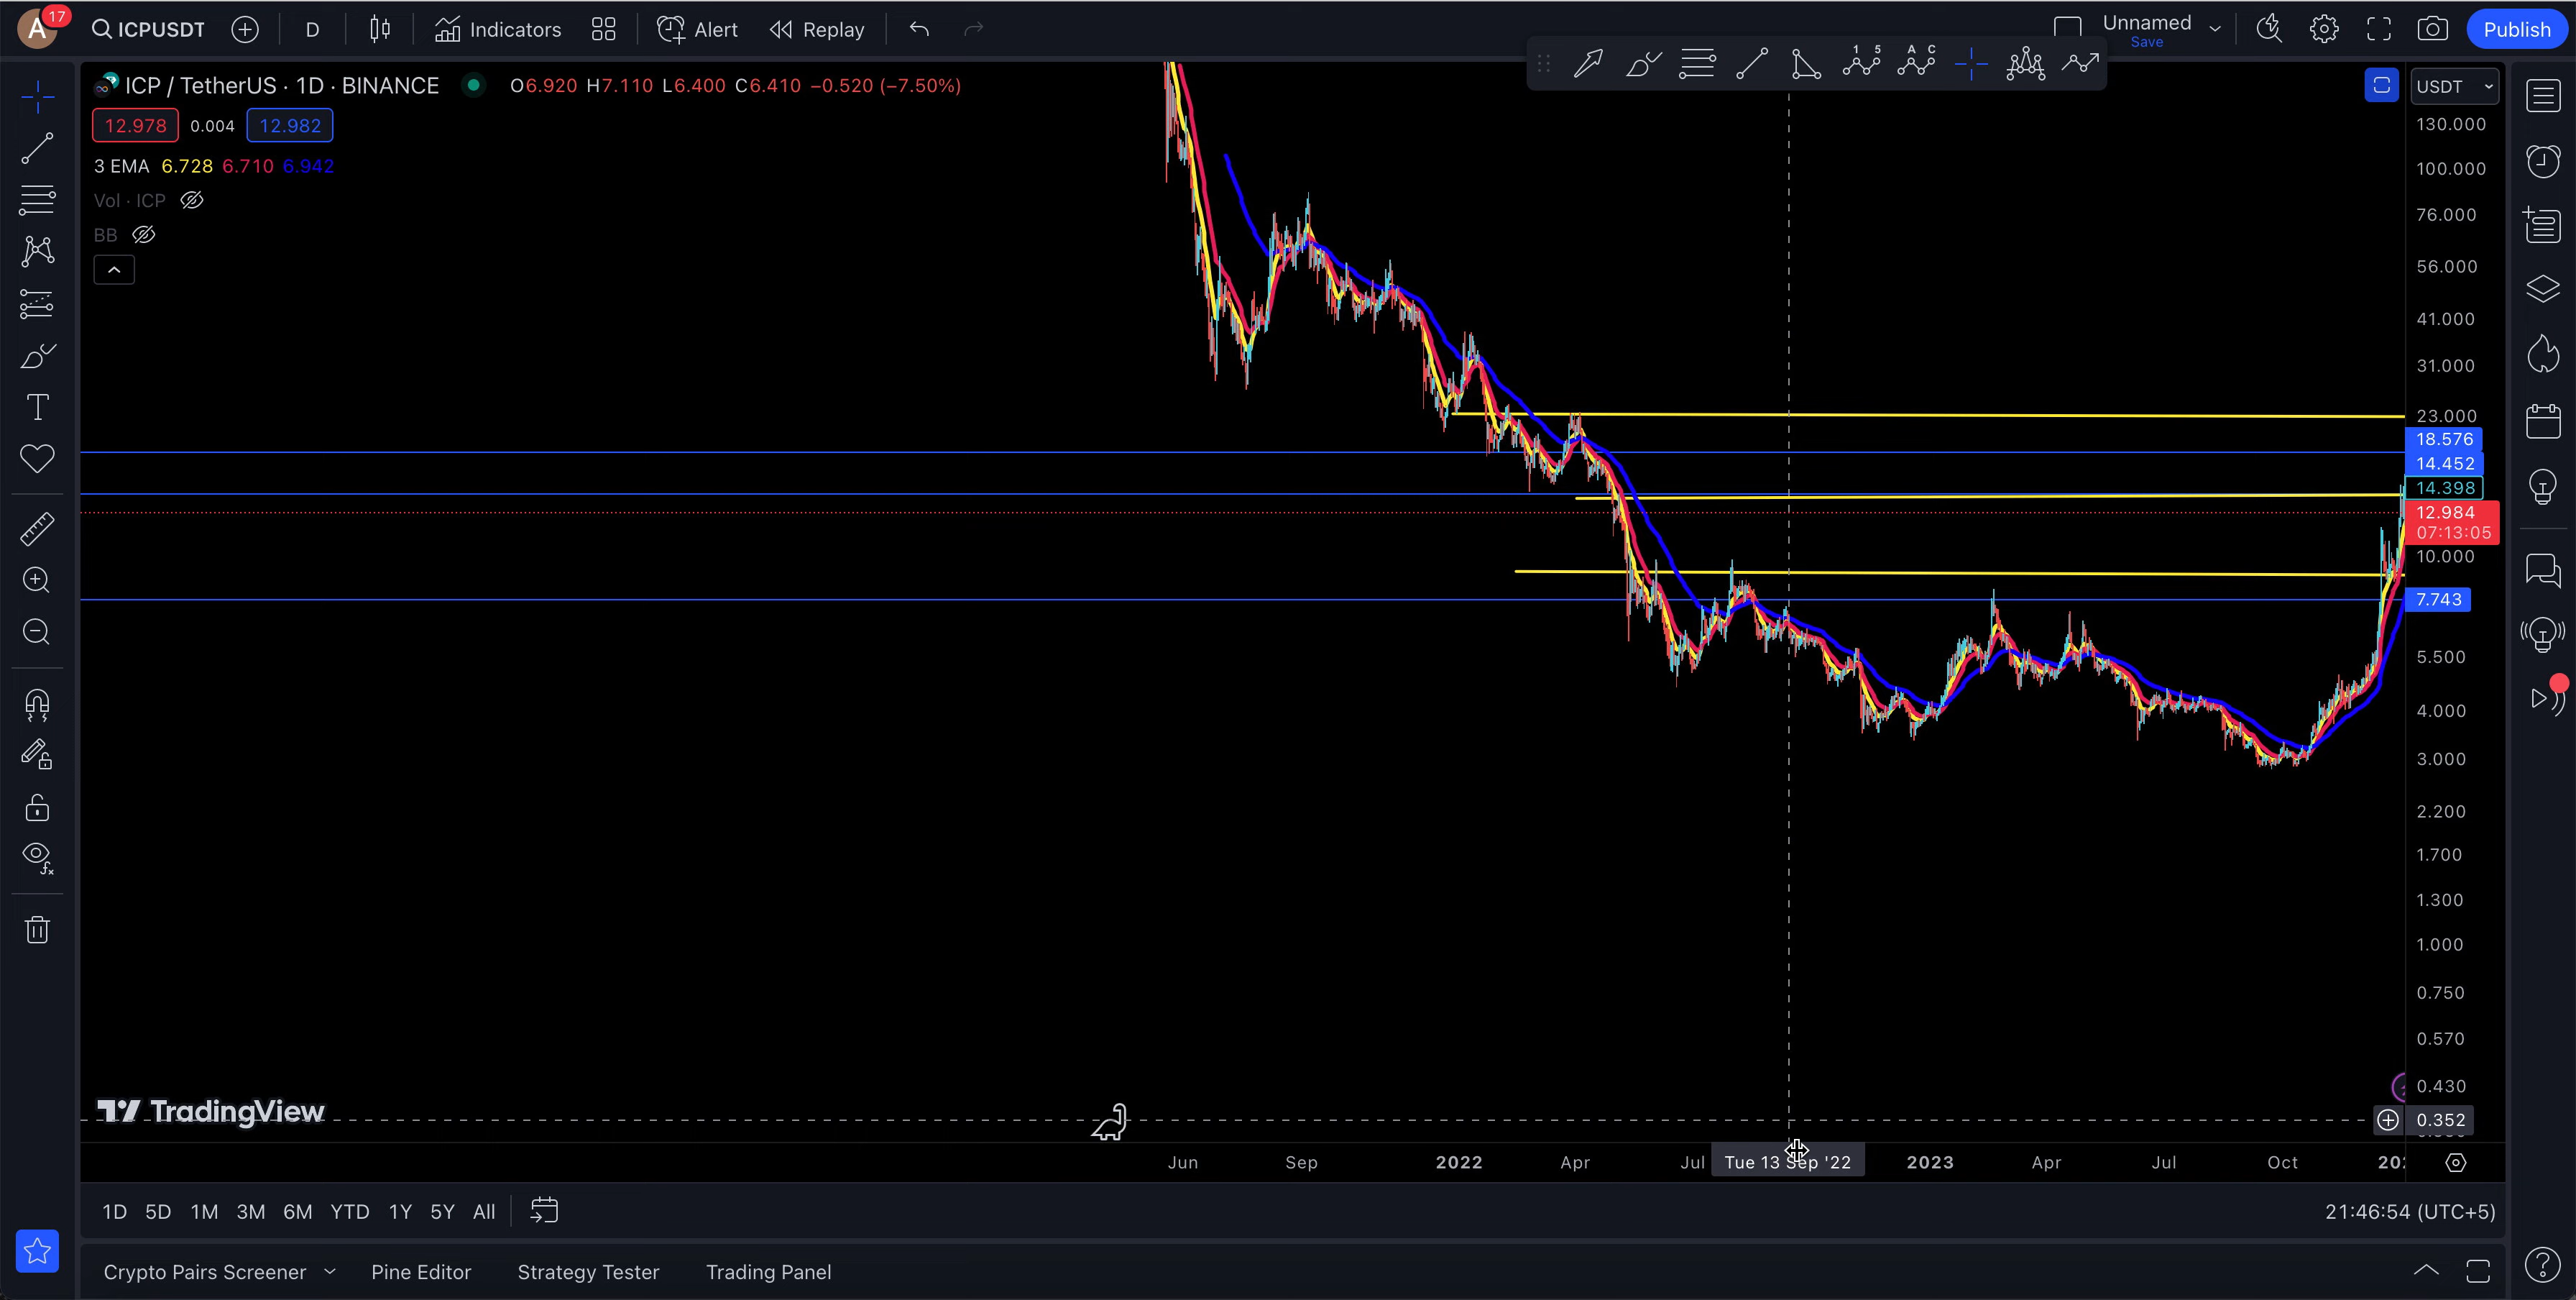 A 17 ICPUSDT D Indicators Alert Replay Unnamed Save Publish
1 5 A C
ICP / TetherUS · 1D · BINANCE O6.920 H7.110 L6.400 C6.410 −0.520 (−7.50%)
USDT
12.978 0.004 12.982
3 EMA 6.728 6.710 6.942
Vol · ICP
BB
130.000
100.000
76.000
56.000
41.000
31.000
23.000
18.576
14.452
14.398
12.984
07:13:05
10.000
7.743
5.500
4.000
3.000
2.200
1.700
1.300
1.000
0.750
0.570
0.430
0.352
TradingView
Jun Sep 2022 Apr Jul Tue 13 Sep '22 2023 Apr Jul Oct
1D 5D 1M 3M 6M YTD 1Y 5Y All 21:46:54 (UTC+5)
Crypto Pairs Screener Pine Editor Strategy Tester Trading Panel